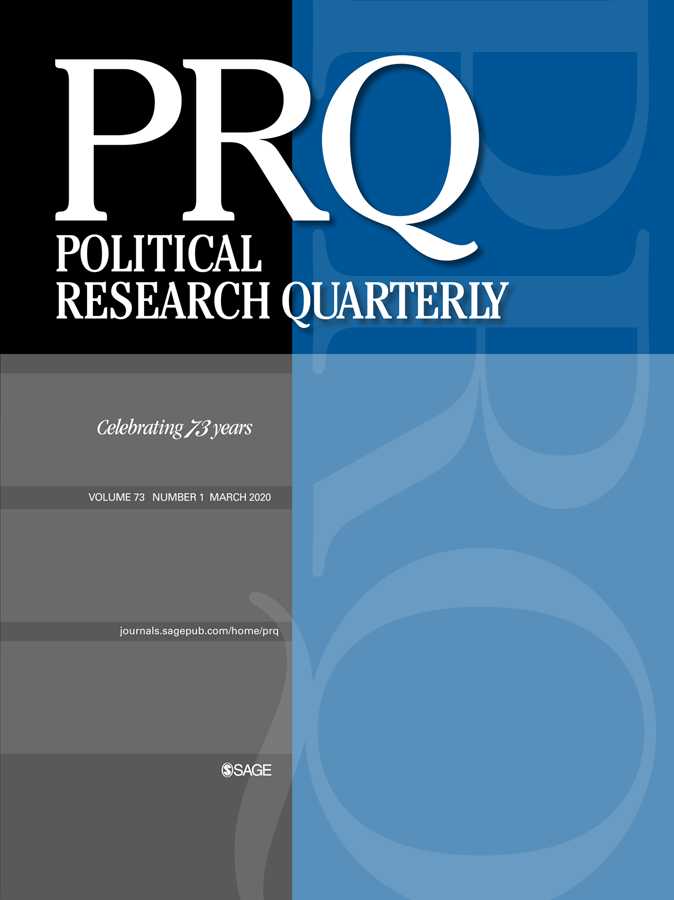 PRQ
POLITICAL
RESEARCH QUARTERLY
Celebrating 73 years
VOLUME 73 NUMBER 1 MARCH 2020
journals.sagepub.com/home/prq
SAGE
PRQ